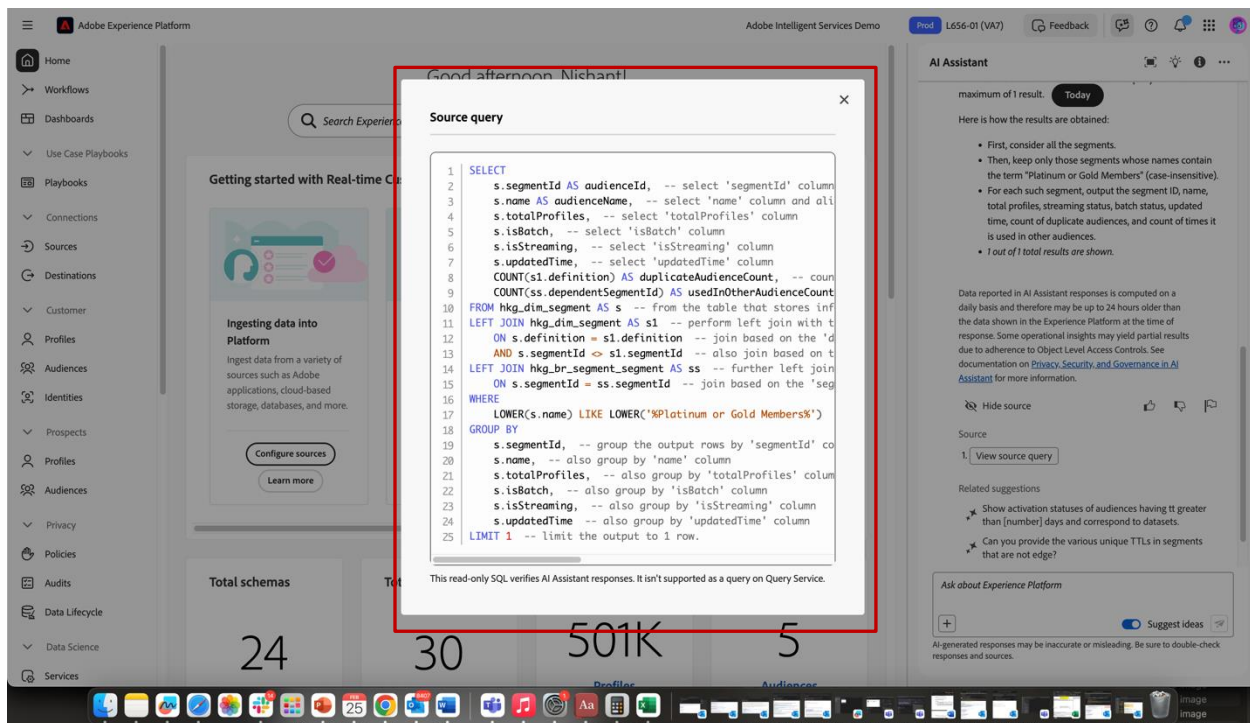 Adobe Experience Platform
Adobe Intelligent Services Demo
Prod
L656-01 (VA7)
Feedback
Home
Workflows
Dashboards
Use Case Playbooks
Playbooks
Connections
Sources
Destinations
Customer
Profiles
Audiences
Identities
Prospects
Profiles
Audiences
Privacy
Policies
Audits
Data Lifecycle
Data Science
Services
Good afternoon, Nishant!
Search Experience
Getting started with Real-time Cu
Ingesting data into
Platform
Ingest data from a variety of
sources such as Adobe
applications, cloud-based
storage, databases, and more.
Configure sources
Learn more
Total schemas
24
30
501K
Profiles
5
Audiences
Source query
1 SELECT
2 s.segmentId AS audienceId, -- select 'segmentId' column
3 s.name AS audienceName, -- select 'name' column and ali
4 s.totalProfiles, -- select 'totalProfiles' column
5 s.isBatch, -- select 'isBatch' column
6 s.isStreaming, -- select 'isStreaming' column
7 s.updatedTime, -- select 'updatedTime' column
8 COUNT(s1.definition) AS duplicateAudienceCount, -- coun
9 COUNT(ss.dependentSegmentId) AS usedInOtherAudienceCount
10 FROM hkg_dim_segment AS s -- from the table that stores inf
11 LEFT JOIN hkg_dim_segment AS s1 -- perform left join with t
12 ON s.definition = s1.definition -- join based on the 'd
13 AND s.segmentId <> s1.segmentId -- also join based on t
14 LEFT JOIN hkg_br_segment_segment AS ss -- further left join
15 ON s.segmentId = ss.segmentId -- join based on the 'seg
16 WHERE
17 LOWER(s.name) LIKE LOWER('%Platinum or Gold Members%')
18 GROUP BY
19 s.segmentId, -- group the output rows by 'segmentId' co
20 s.name, -- also group by 'name' column
21 s.totalProfiles, -- also group by 'totalProfiles' colum
22 s.isBatch, -- also group by 'isBatch' column
23 s.isStreaming, -- also group by 'isStreaming' column
24 s.updatedTime -- also group by 'updatedTime' column
25 LIMIT 1 -- limit the output to 1 row.
This read-only SQL verifies AI Assistant responses. It isn't supported as a query on Query Service.
AI Assistant
maximum of 1 result.
Today
Here is how the results are obtained:
• First, consider all the segments.
• Then, keep only those segments whose names contain
the term "Platinum or Gold Members" (case-insensitive).
• For each such segment, output the segment ID, name,
total profiles, streaming status, batch status, updated
time, count of duplicate audiences, and count of times it
is used in other audiences.
• 1 out of 1 total results are shown.
Data reported in AI Assistant responses is computed on a
daily basis and therefore may be up to 24 hours older than
the data shown in the Experience Platform at the time of
response. Some operational insights may yield partial results
due to adherence to Object Level Access Controls. See
documentation on Privacy, Security, and Governance in AI
Assistant for more information.
Hide source
Source
1. View source query
Related suggestions
Show activation statuses of audiences having tt greater
than [number] days and correspond to datasets.
Can you provide the various unique TTLs in segments
that are not edge?
Ask about Experience Platform
Suggest ideas
AI-generated responses may be inaccurate or misleading. Be sure to double-check
responses and sources.
FEB
25
Aa
image
image